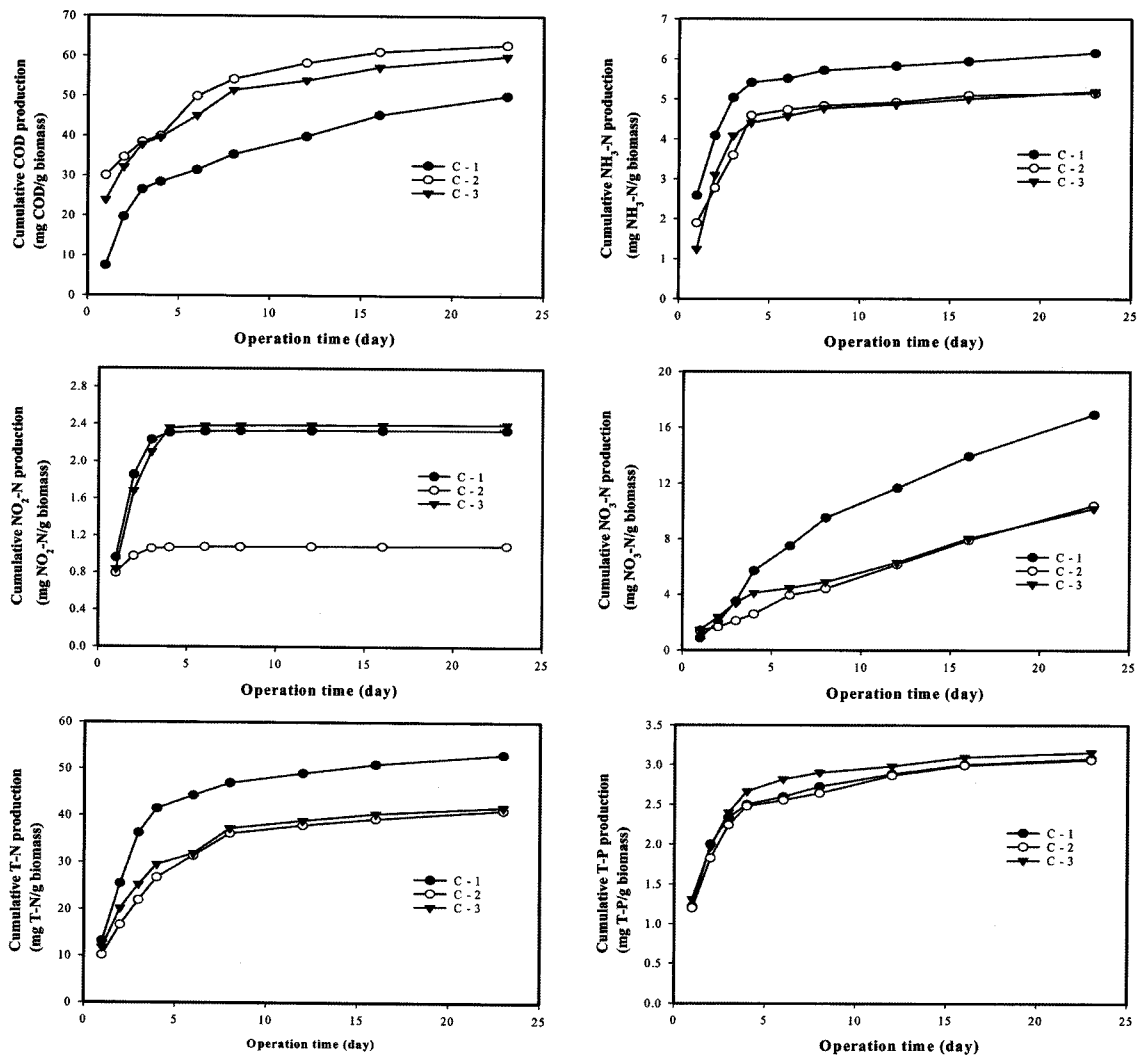 Cumulative COD production
(mg COD/g biomass)
70
60
50
40
30
20
10
0
C - 1
C - 2
C - 3
0 5 10 15 20 25
Operation time (day)
Cumulative NH3-N production
(mg NH3-N/g biomass)
7
6
5
4
3
2
1
0
C - 1
C - 2
C - 3
0 5 10 15 20 25
Operation time (day)
Cumulative NO2-N production
(mg NO2-N/g biomass)
2.8
2.4
2.0
1.6
1.2
0.8
0.4
0.0
C - 1
C - 2
C - 3
0 5 10 15 20 25
Operation time (day)
Cumulative NO3-N production
(mg NO3-N/g biomass)
20
16
12
8
4
0
C - 1
C - 2
C - 3
0 5 10 15 20 25
Operation time (day)
Cumulative T-N production
(mg T-N/g biomass)
60
50
40
30
20
10
0
C - 1
C - 2
C - 3
0 5 10 15 20 25
Operation time (day)
Cumulative T-P production
(mg T-P/g biomass)
3.5
3.0
2.5
2.0
1.5
1.0
0.5
0.0
C - 1
C - 2
C - 3
0 5 10 15 20 25
Operation time (day)